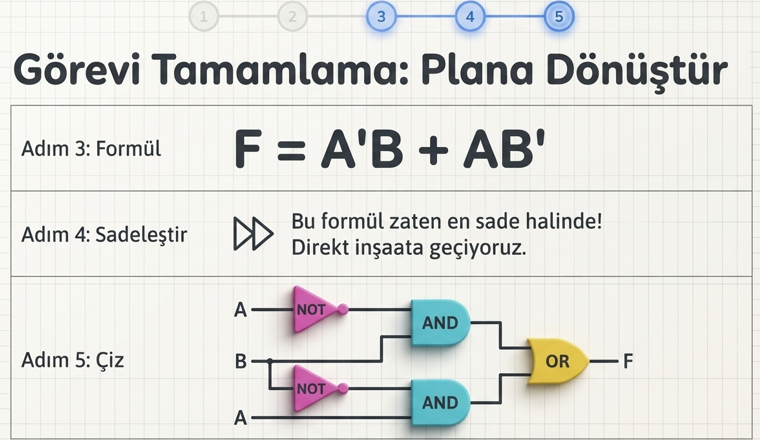 1 2 3 4 5
Görevi Tamamlama: Plana Dönüştür
Adım 3: Formül
F = A'B + AB'
Adım 4: Sadeleştir
Bu formül zaten en sade halinde!
Direkt inşaata geçiyoruz.
Adım 5: Çiz
A
NOT
AND
B
OR
F
NOT
AND
A